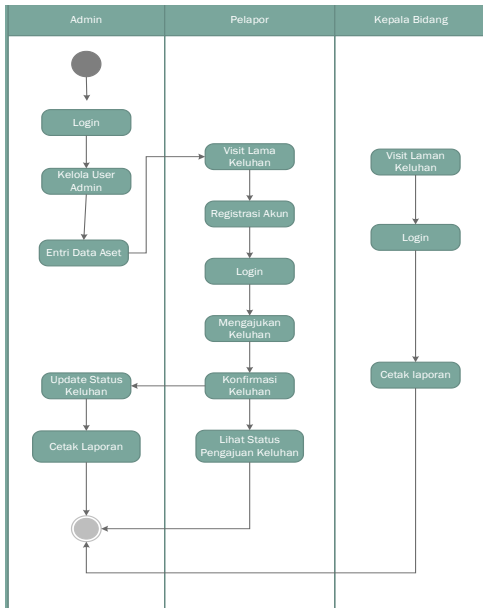 Admin
Pelapor
Kepala Bidang
Login
Kelola User
Admin
Entri Data Aset
Visit Lama
Keluhan
Registrasi Akun
Login
Mengajukan
Keluhan
Konfirmasi
Keluhan
Update Status
Keluhan
Cetak Laporan
Lihat Status
Pengajuan Keluhan
Visit Laman
Keluhan
Login
Cetak laporan